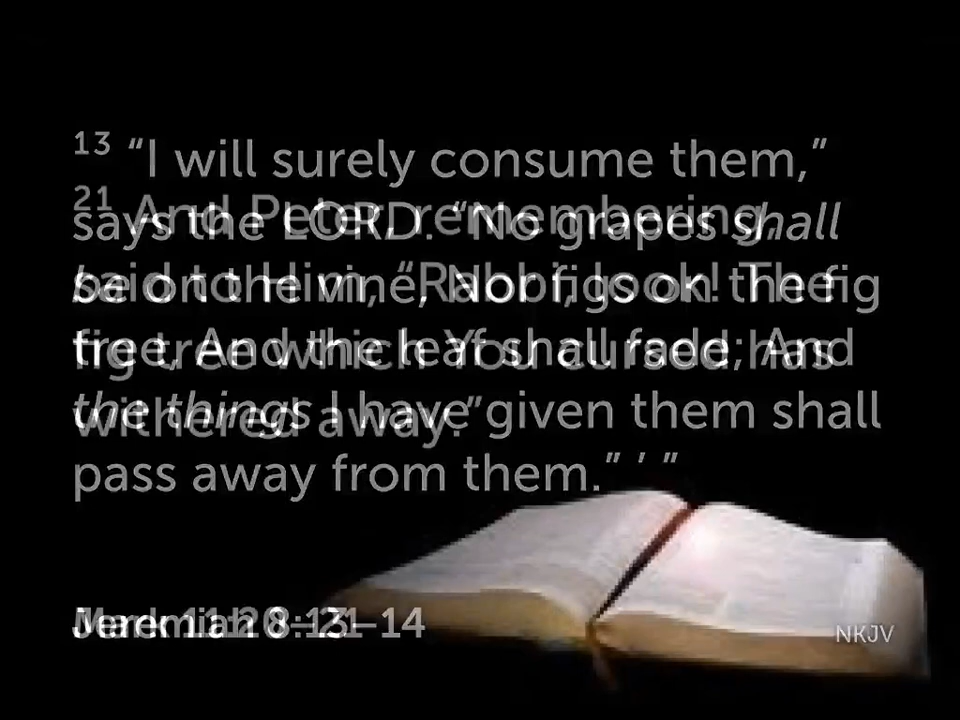 13 “I will surely consume them,”
says the LORD. “No grapes shall
be on the vine, Nor figs on the fig
tree, And the leaf shall fade; And
the things I have given them shall
pass away from them.” ’ ”
21 And Peter, remembering,
said to Him, “Rabbi, look! The
fig tree which You cursed has
withered away.”
Jeremiah 8:13–14
Mark 11:20–21
NKJV